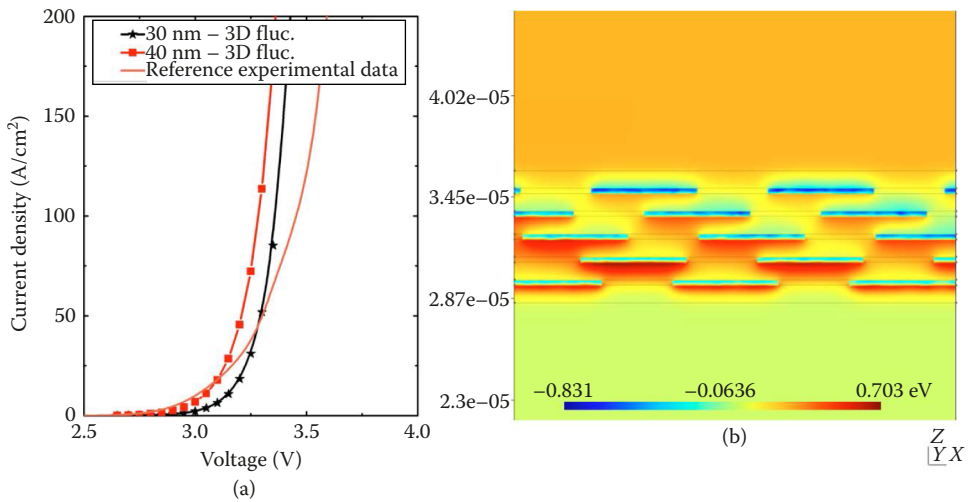 (a)
200
150
100
50
0
Current density (A/cm²)
30 nm – 3D fluc.
40 nm – 3D fluc.
Reference experimental data
2.5
3.0
3.5
4.0
Voltage (V)
(a)
4.02e–05
3.45e–05
2.87e–05
2.3e–05
–0.831
–0.0636
0.703 eV
(b)
Z
Y X